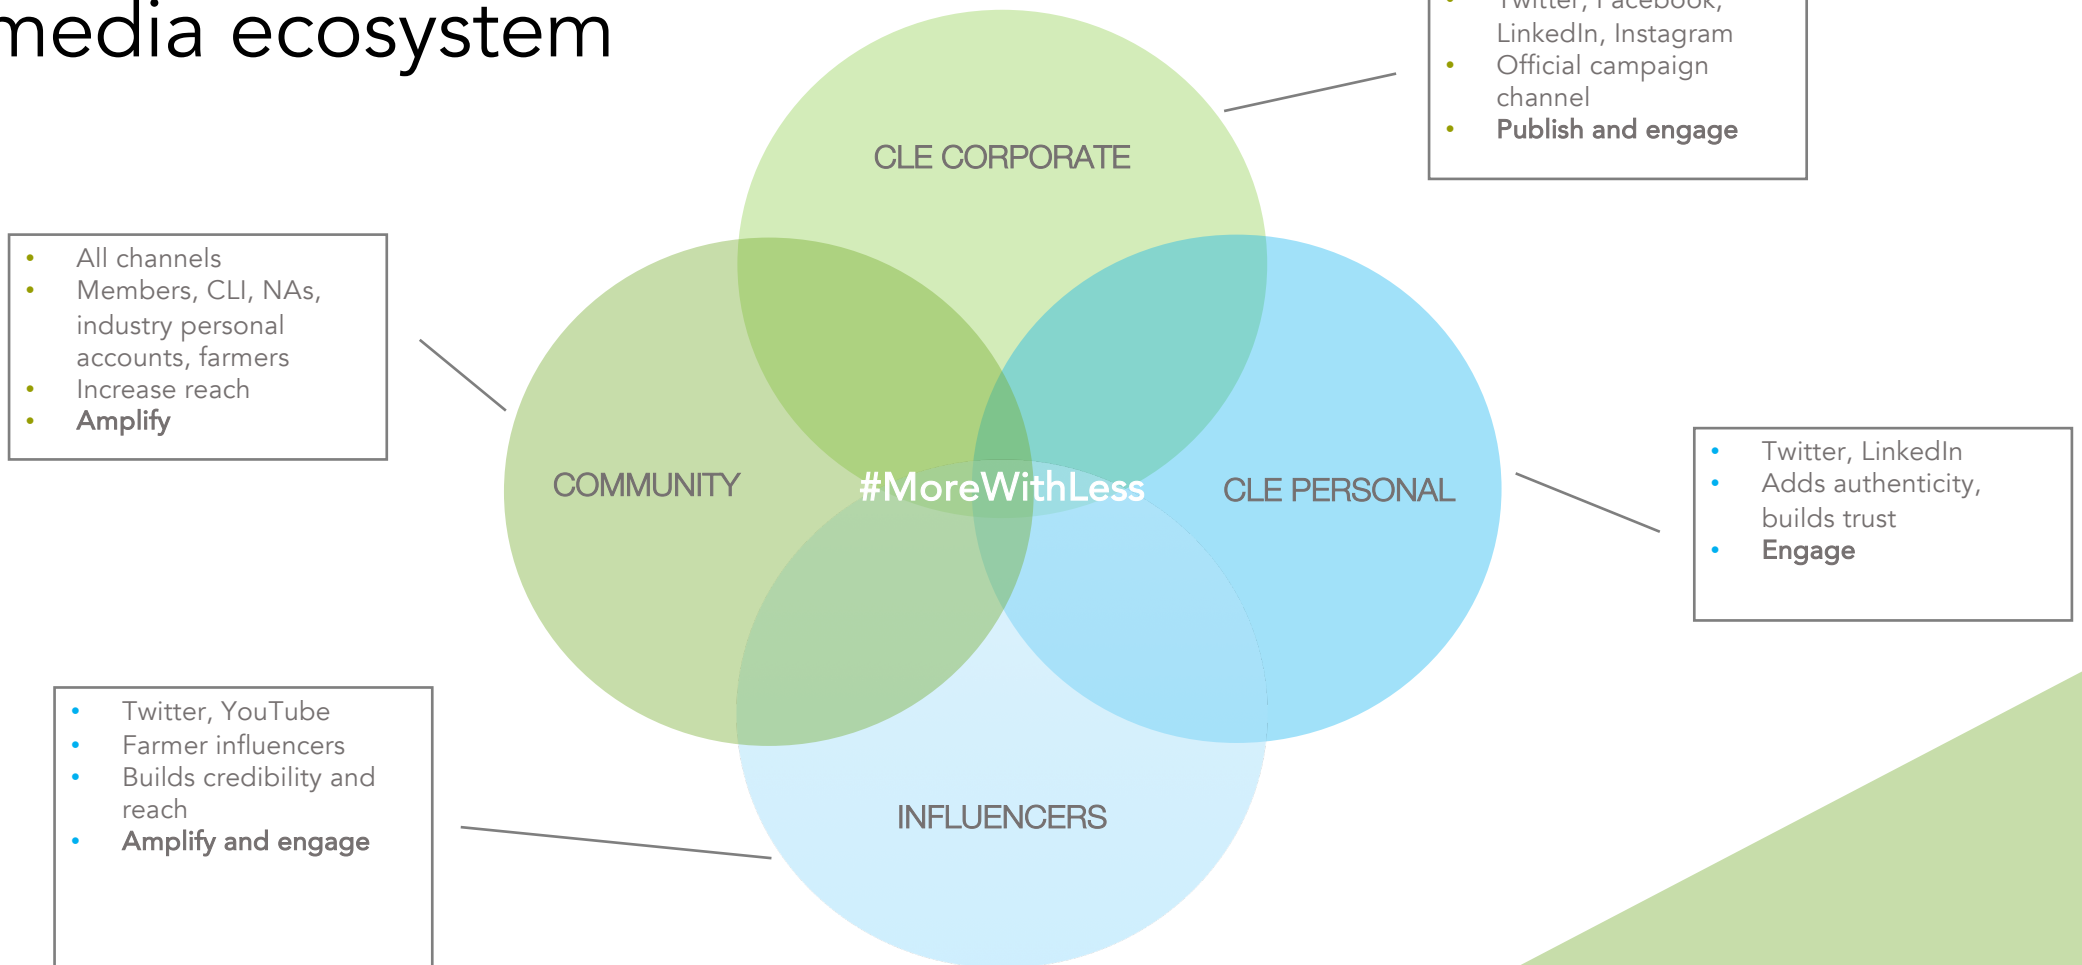 media ecosystem
Twitter, Facebook,
LinkedIn, Instagram
• Official campaign
channel
• Publish and engage
CLE CORPORATE
• All channels
• Members, CLI, NAs,
industry personal
accounts, farmers
• Increase reach
• Amplify
COMMUNITY
#MoreWithLess
CLE PERSONAL
• Twitter, LinkedIn
• Adds authenticity,
builds trust
• Engage
• Twitter, YouTube
• Farmer influencers
• Builds credibility and
reach
• Amplify and engage
INFLUENCERS